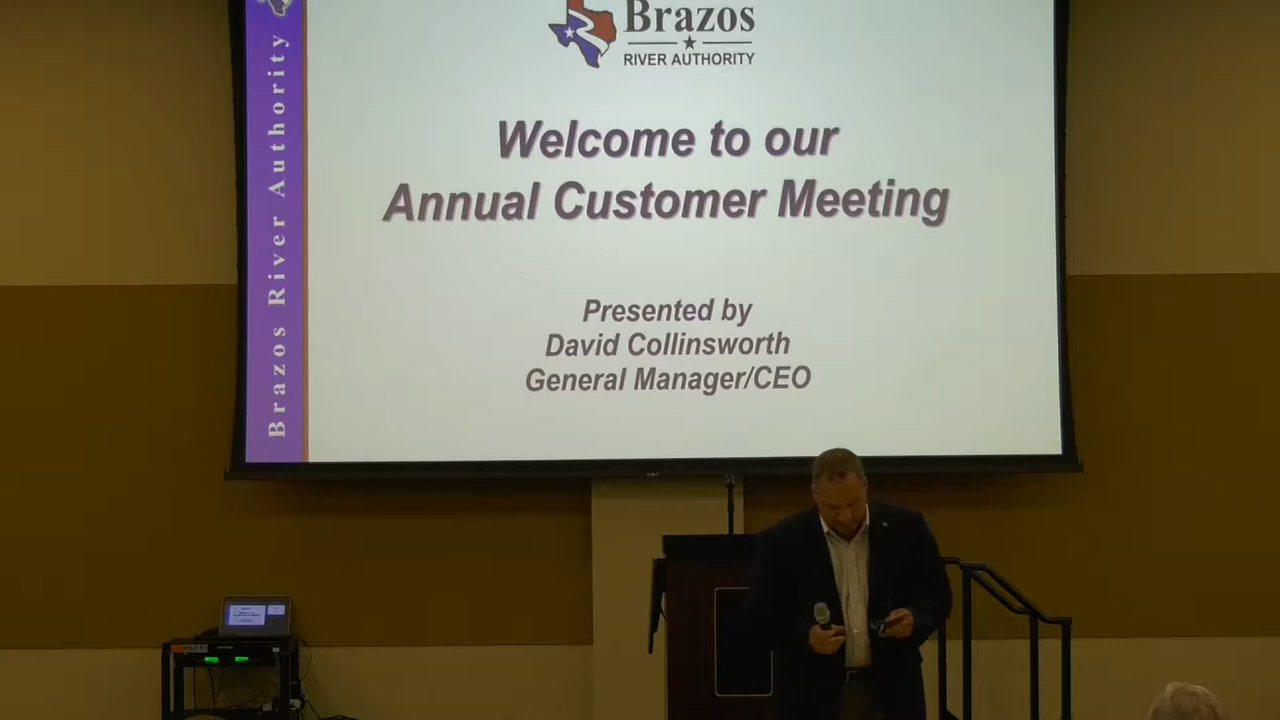 Brazos River Authority
Brazos
RIVER AUTHORITY
Welcome to our
Annual Customer Meeting
Presented by
David Collinsworth
General Manager/CEO